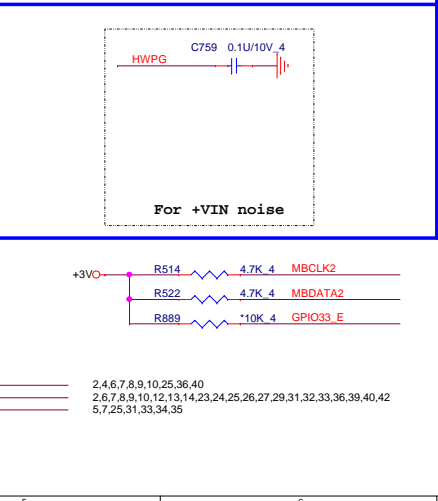 C759 0.1U/10V_4
HWPG
For +VIN noise
+3V
R514 4.7K_4 MBCLK2
R522 4.7K_4 MBDATA2
R889 *10K_4 GPIO33_E
2,4,6,7,8,9,10,25,36,40
2,6,7,8,9,10,12,13,14,23,24,25,26,27,29,31,32,33,36,39,40,42
5,7,25,31,33,34,35